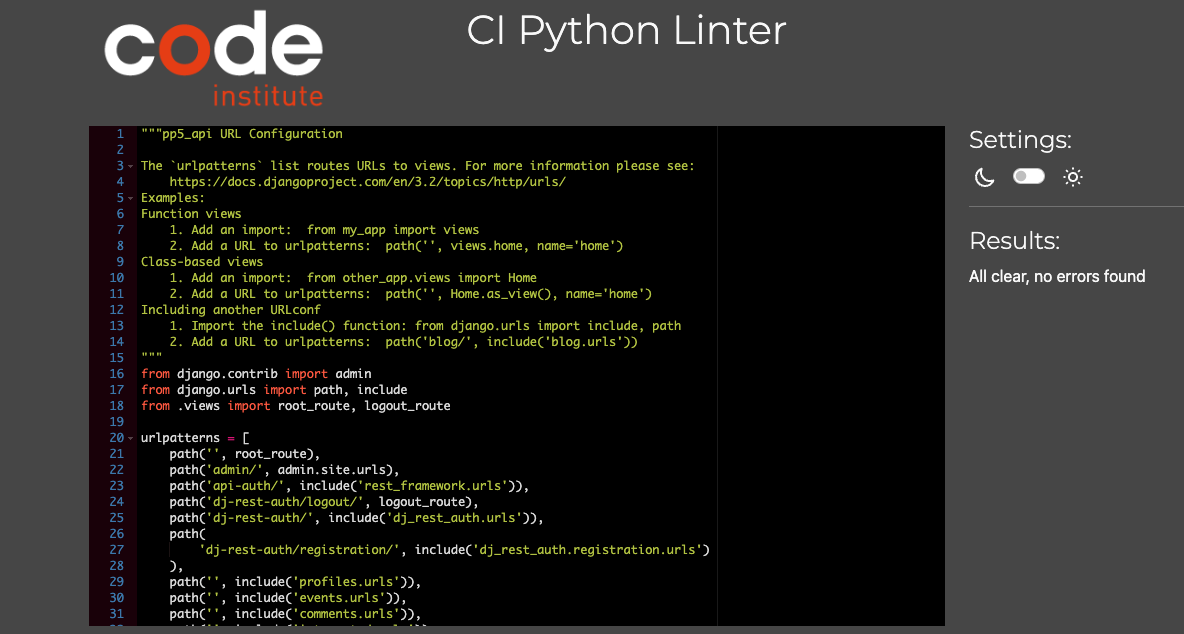 code
institute
CI Python Linter
1 """pp5_api URL Configuration
2
3 The `urlpatterns` list routes URLs to views. For more information please see:
4     https://docs.djangoproject.com/en/3.2/topics/http/urls/
5 Examples:
6 Function views
7     1. Add an import:  from my_app import views
8     2. Add a URL to urlpatterns:  path('', views.home, name='home')
9 Class-based views
10     1. Add an import:  from other_app.views import Home
11     2. Add a URL to urlpatterns:  path('', Home.as_view(), name='home')
12 Including another URLconf
13     1. Import the include() function: from django.urls import include, path
14     2. Add a URL to urlpatterns:  path('blog/', include('blog.urls'))
15 """
16 from django.contrib import admin
17 from django.urls import path, include
18 from .views import root_route, logout_route
19
20 urlpatterns = [
21     path('', root_route),
22     path('admin/', admin.site.urls),
23     path('api-auth/', include('rest_framework.urls')),
24     path('dj-rest-auth/logout/', logout_route),
25     path('dj-rest-auth/', include('dj_rest_auth.urls')),
26     path(
27         'dj-rest-auth/registration/', include('dj_rest_auth.registration.urls')
28     ),
29     path('', include('profiles.urls')),
30     path('', include('events.urls')),
31     path('', include('comments.urls')),
Settings:
Results:
All clear, no errors found